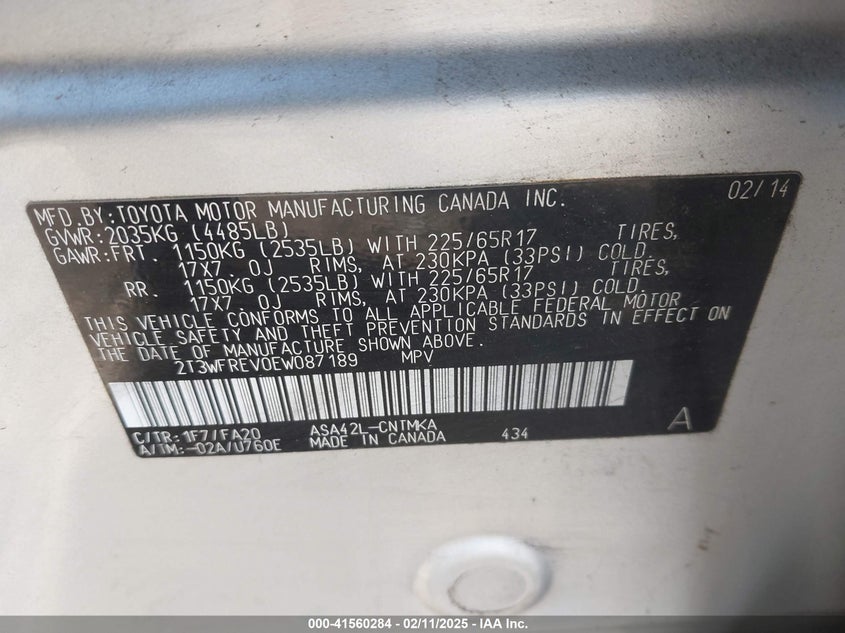 MFD.BY:TOYOTA MOTOR MANUFACTURING CANADA INC. 02/14
GVWR:2035KG (4485LB)
GAWR:FRT. 1150KG (2535LB) WITH 225/65R17 TIRES,
17X7.0J RIMS, AT 230KPA (33PSI) COLD.
RR. 1150KG (2535LB) WITH 225/65R17 TIRES,
17X7.0J RIMS, AT 230KPA (33PSI) COLD.
THIS VEHICLE CONFORMS TO ALL APPLICABLE FEDERAL MOTOR
VEHICLE SAFETY AND THEFT PREVENTION STANDARDS IN EFFECT ON
THE DATE OF MANUFACTURE SHOWN ABOVE.
2T3WFREV0EW087189 MPV
C/TR:1F7/FA20 ASA42L-CNTMKA
A/TM:-02A/U760E MADE IN CANADA 434 A
000-41560284 - 02/11/2025 - IAA Inc.